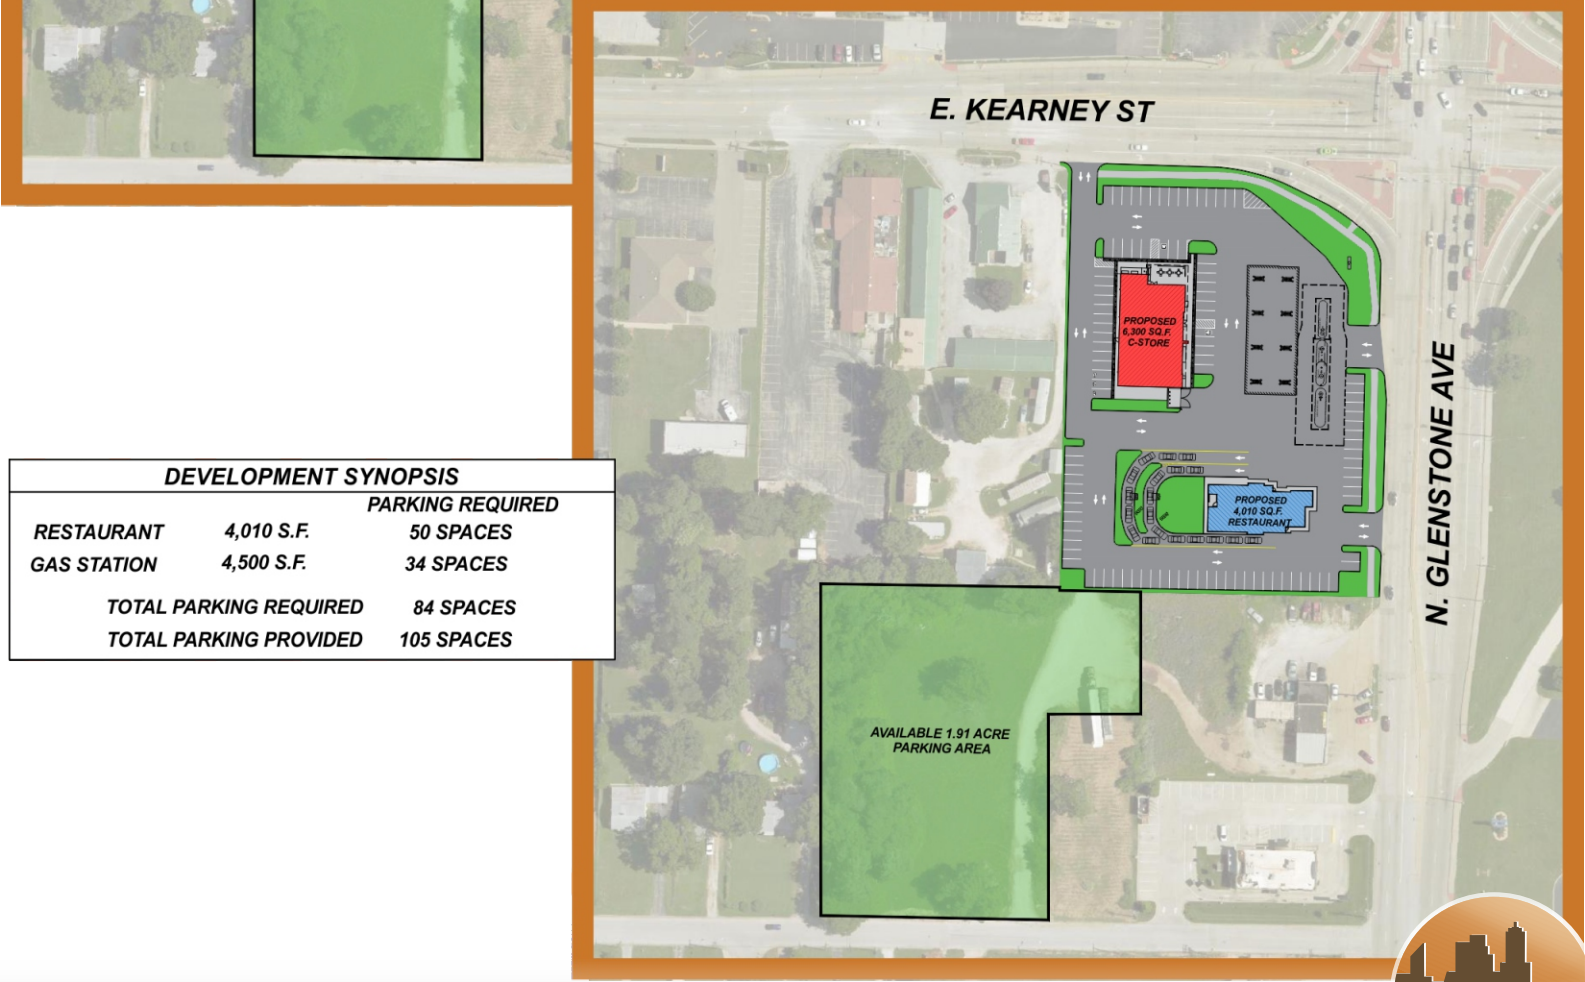 E. KEARNEY ST
PROPOSED
6,300 SQ.F.
C-STORE
N. GLENSTONE AVE
DEVELOPMENT SYNOPSIS
PARKING REQUIRED
RESTAURANT 4,010 S.F. 50 SPACES
GAS STATION 4,500 S.F. 34 SPACES
TOTAL PARKING REQUIRED 84 SPACES
TOTAL PARKING PROVIDED 105 SPACES
PROPOSED
4,010 SQ.F.
RESTAURANT
AVAILABLE 1.91 ACRE
PARKING AREA